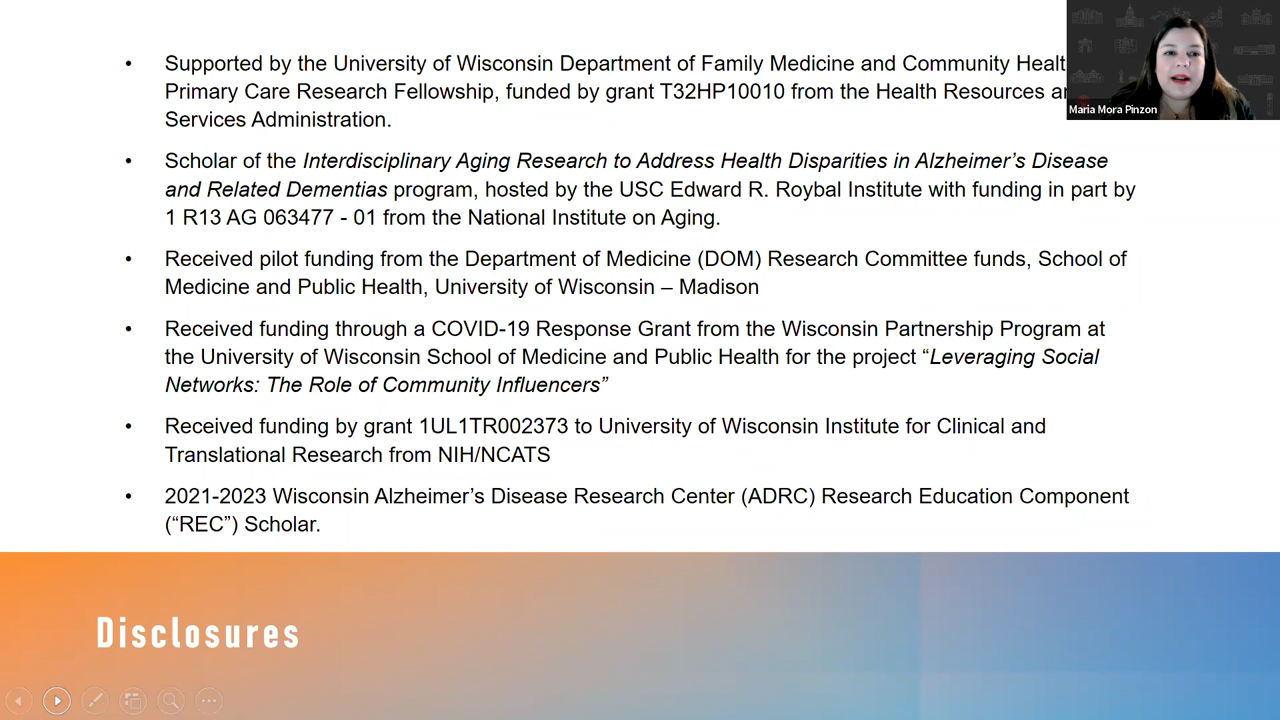 Supported by the University of Wisconsin Department of Family Medicine and Community Healt
Primary Care Research Fellowship, funded by grant T32HP10010 from the Health Resources a
Services Administration.
Scholar of the Interdisciplinary Aging Research to Address Health Disparities in Alzheimer’s Disease
and Related Dementias program, hosted by the USC Edward R. Roybal Institute with funding in part by
1 R13 AG 063477 - 01 from the National Institute on Aging.
Received pilot funding from the Department of Medicine (DOM) Research Committee funds, School of
Medicine and Public Health, University of Wisconsin – Madison
Received funding through a COVID-19 Response Grant from the Wisconsin Partnership Program at
the University of Wisconsin School of Medicine and Public Health for the project “Leveraging Social
Networks: The Role of Community Influencers”
Received funding by grant 1UL1TR002373 to University of Wisconsin Institute for Clinical and
Translational Research from NIH/NCATS
2021-2023 Wisconsin Alzheimer’s Disease Research Center (ADRC) Research Education Component
(“REC”) Scholar.
Disclosures
Maria Mora Pinzon